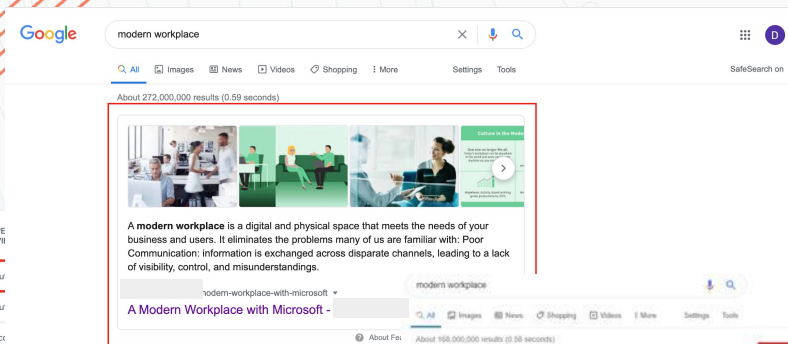 Google
modern workplace
D
All Images News Videos Shopping More Settings Tools
SafeSearch on
About 272,000,000 results (0.59 seconds)
Culture in the Mode
A modern workplace is a digital and physical space that meets the needs of your
business and users. It eliminates the problems many of us are familiar with: Poor
Communication: information is exchanged across disparate channels, leading to a lack
of visibility, control, and misunderstandings.
modern-workplace-with-microsoft
A Modern Workplace with Microsoft -
About Fea
modern workplace
All Images News Shopping Videos More Settings Tools
About 168,000,000 results (0.58 seconds)